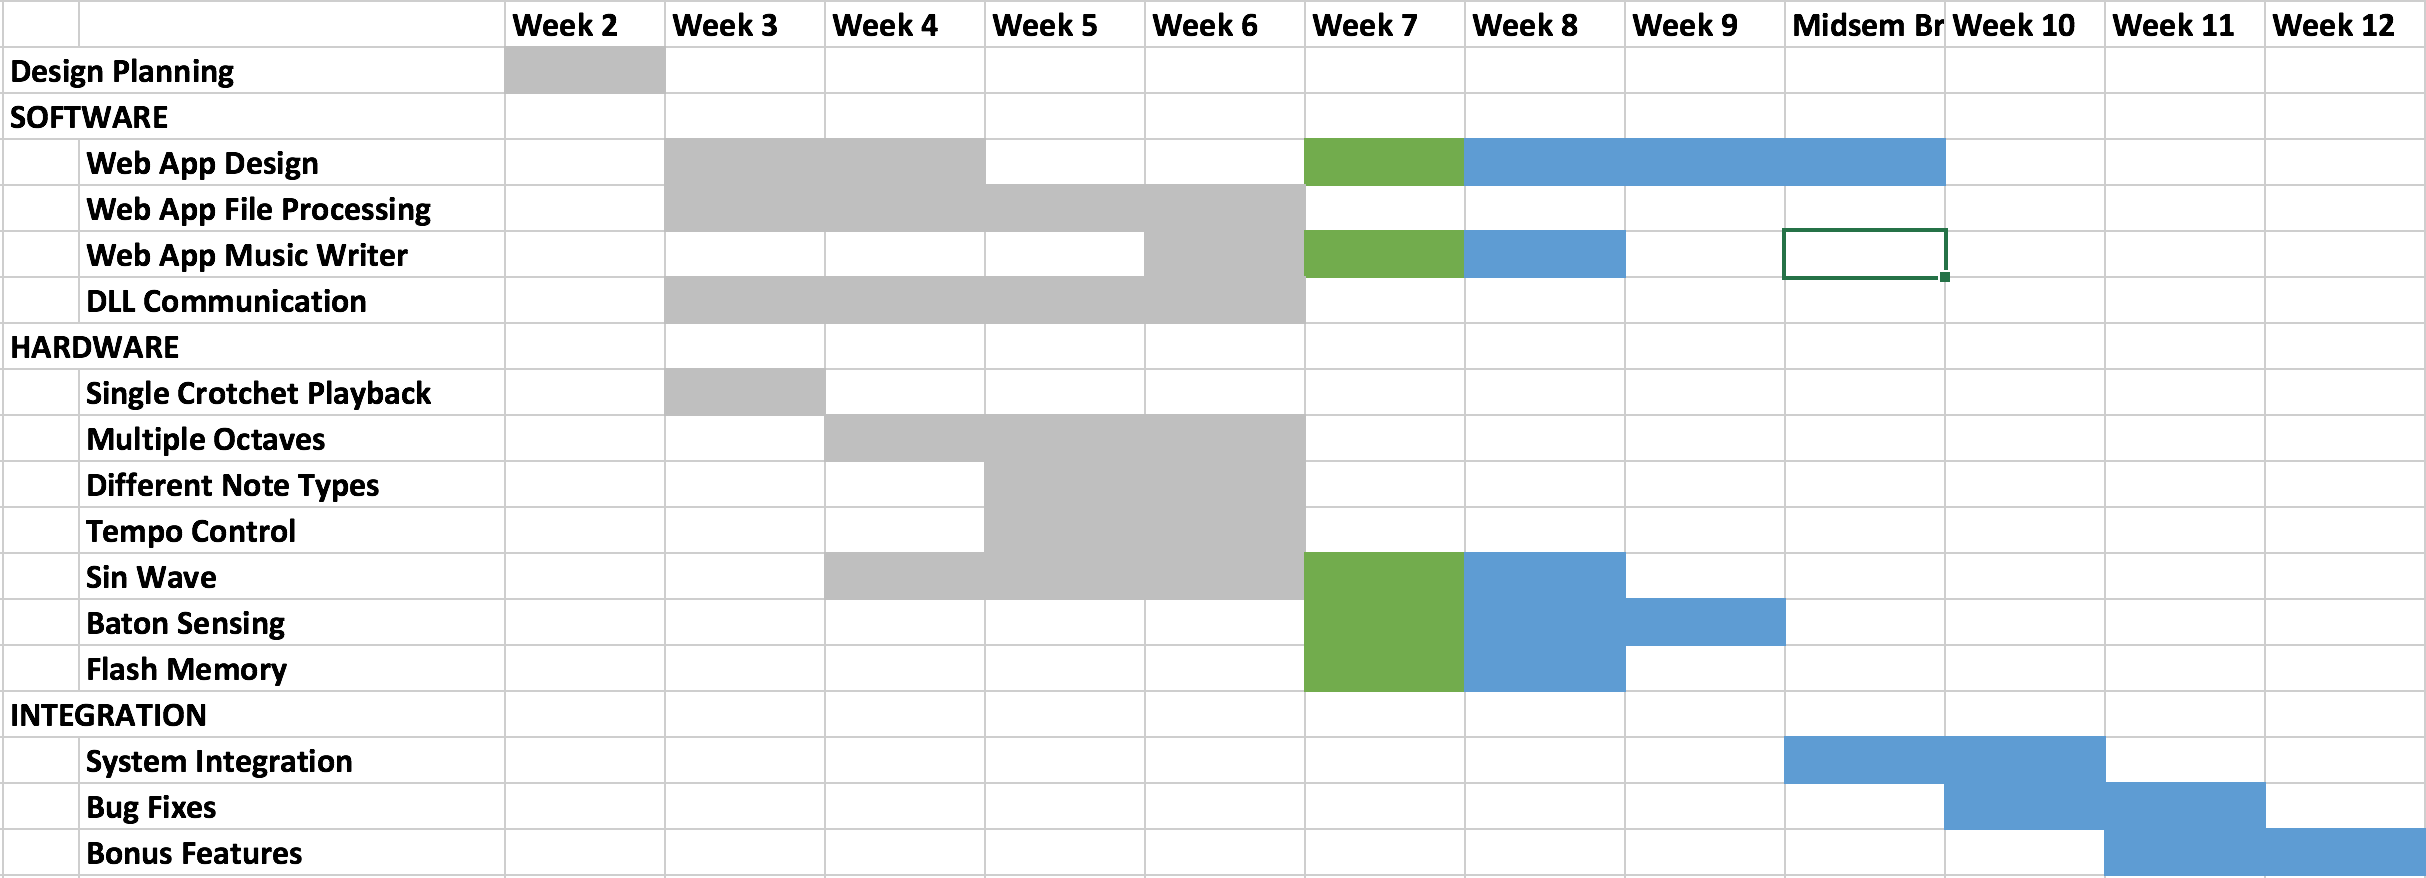 Week 2 Week 3 Week 4 Week 5 Week 6 Week 7 Week 8 Week 9 Midsem Br Week 10 Week 11 Week 12
Design Planning
SOFTWARE
Web App Design
Web App File Processing
Web App Music Writer
DLL Communication
HARDWARE
Single Crotchet Playback
Multiple Octaves
Different Note Types
Tempo Control
Sin Wave
Baton Sensing
Flash Memory
INTEGRATION
System Integration
Bug Fixes
Bonus Features